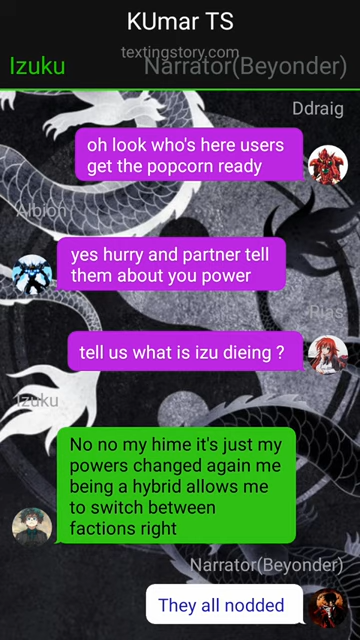 KUmar TS
textingstory.com
Izuku
Narrator(Beyonder)
Ddraig
oh look who's here users
get the popcorn ready
Albion
yes hurry and partner tell
them about you power
Rias
tell us what is izu dieing ?
Izuku
No no my hime it's just my
powers changed again me
being a hybrid allows me
to switch between
factions right
Narrator(Beyonder)
They all nodded